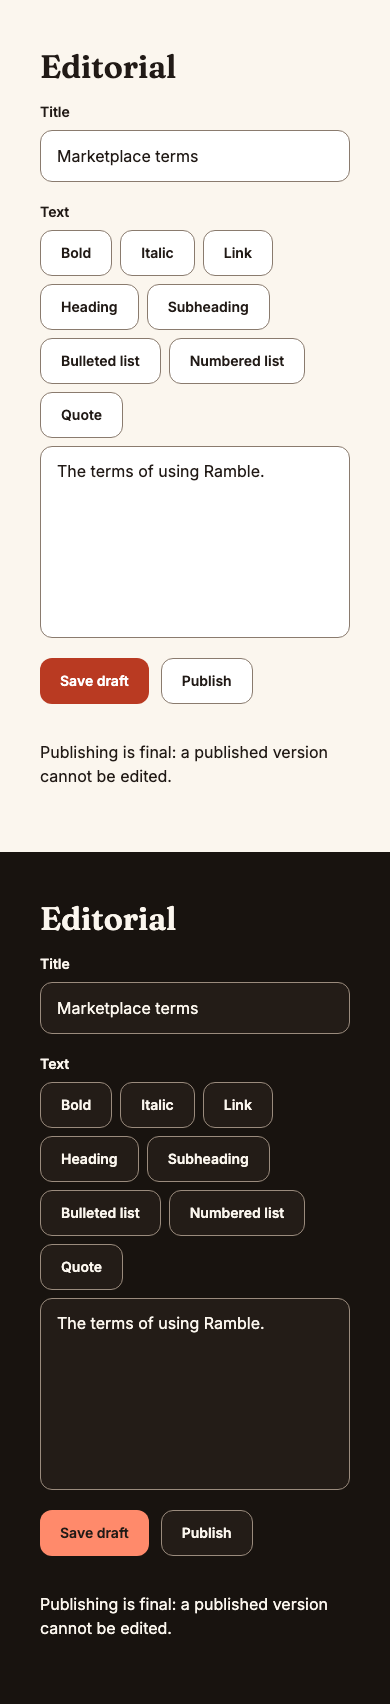 Editorial
Title
Marketplace terms
Text
Bold Italic Link
Heading Subheading
Bulleted list Numbered list
Quote
The terms of using Ramble.
Save draft Publish
Publishing is final: a published version
cannot be edited.
Editorial
Title
Marketplace terms
Text
Bold Italic Link
Heading Subheading
Bulleted list Numbered list
Quote
The terms of using Ramble.
Save draft Publish
Publishing is final: a published version
cannot be edited.